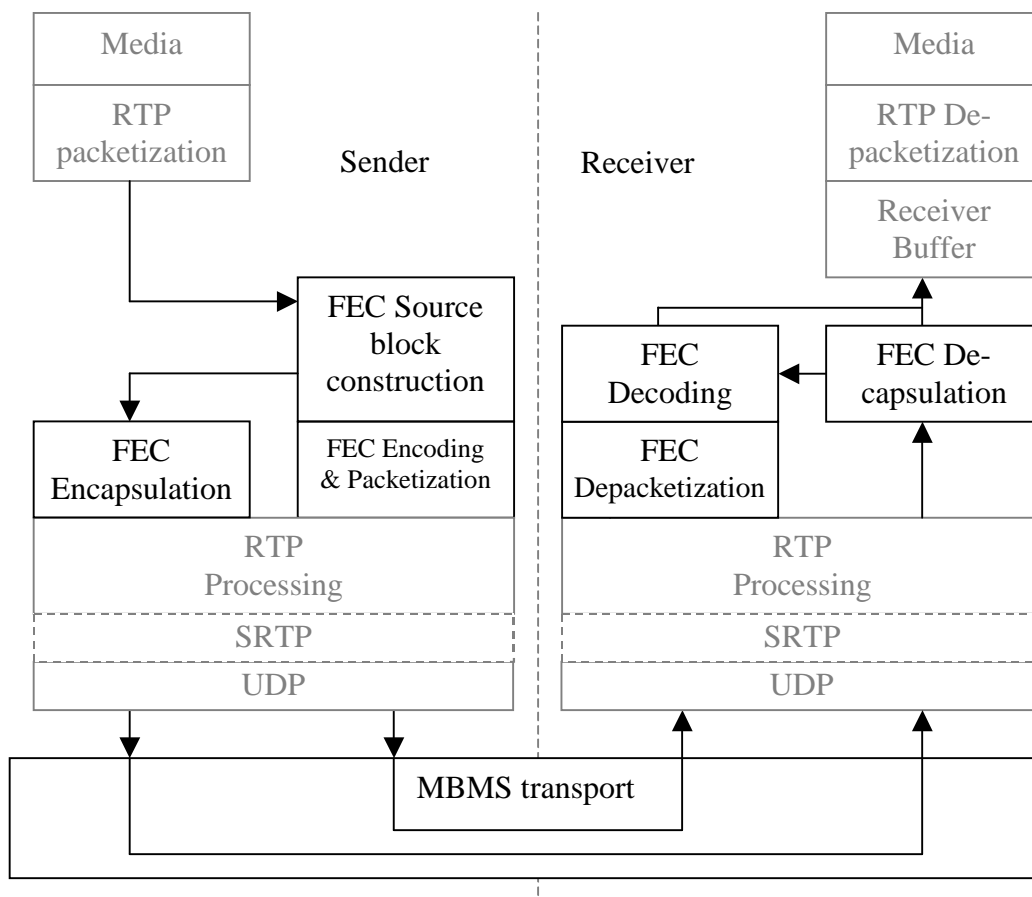 Media
RTP
packetization
Sender
FEC Source
block
construction
FEC
Encapsulation
FEC Encoding
& Packetization
RTP
Processing
SRTP
UDP
Receiver
Media
RTP De-
packetization
Receiver
Buffer
FEC
Decoding
FEC De-
capsulation
FEC
Depacketization
RTP
Processing
SRTP
UDP
MBMS transport